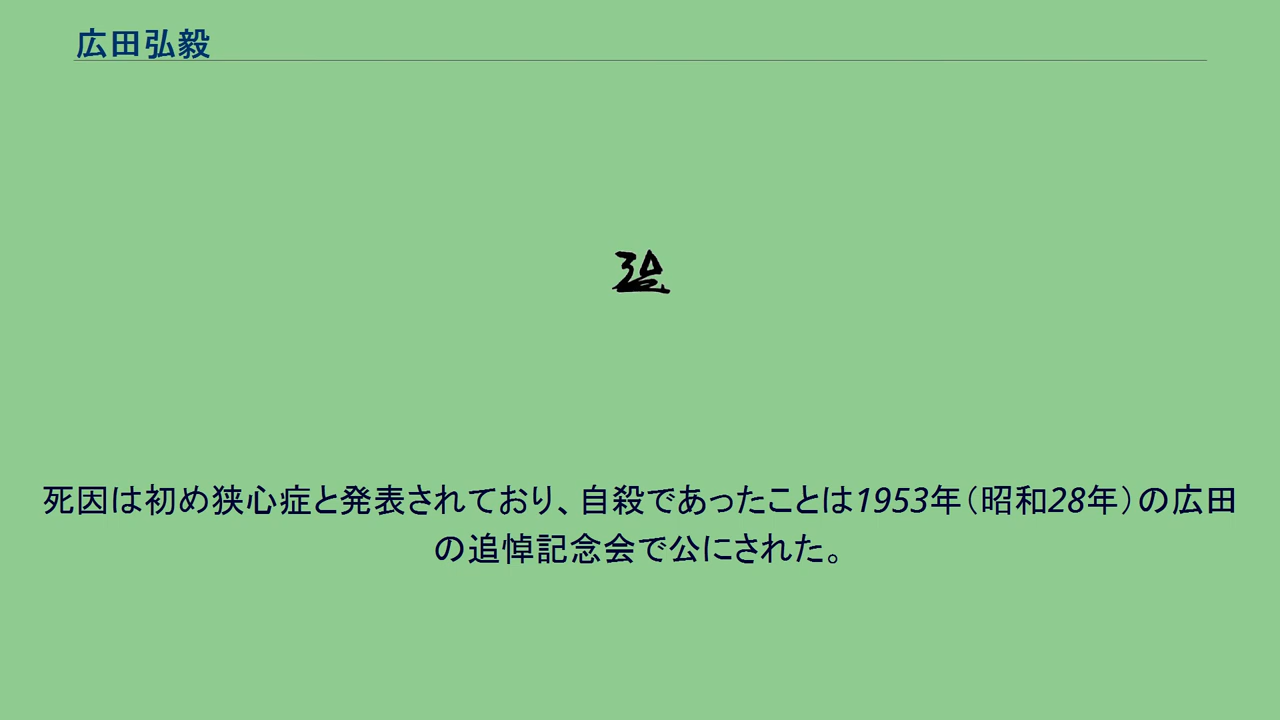 広田弘毅
死因は初め狭心症と発表されており、自殺であったことは1953年（昭和28年）の広田
の追悼記念会で公にされた。